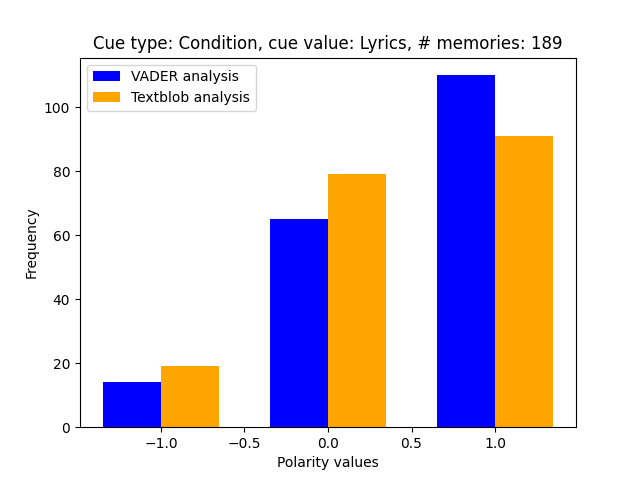 Cue type: Condition, cue value: Lyrics, # memories: 189
VADER analysis
Textblob analysis
Frequency
100
80
60
40
20
0
−1.0 −0.5 0.0 0.5 1.0
Polarity values